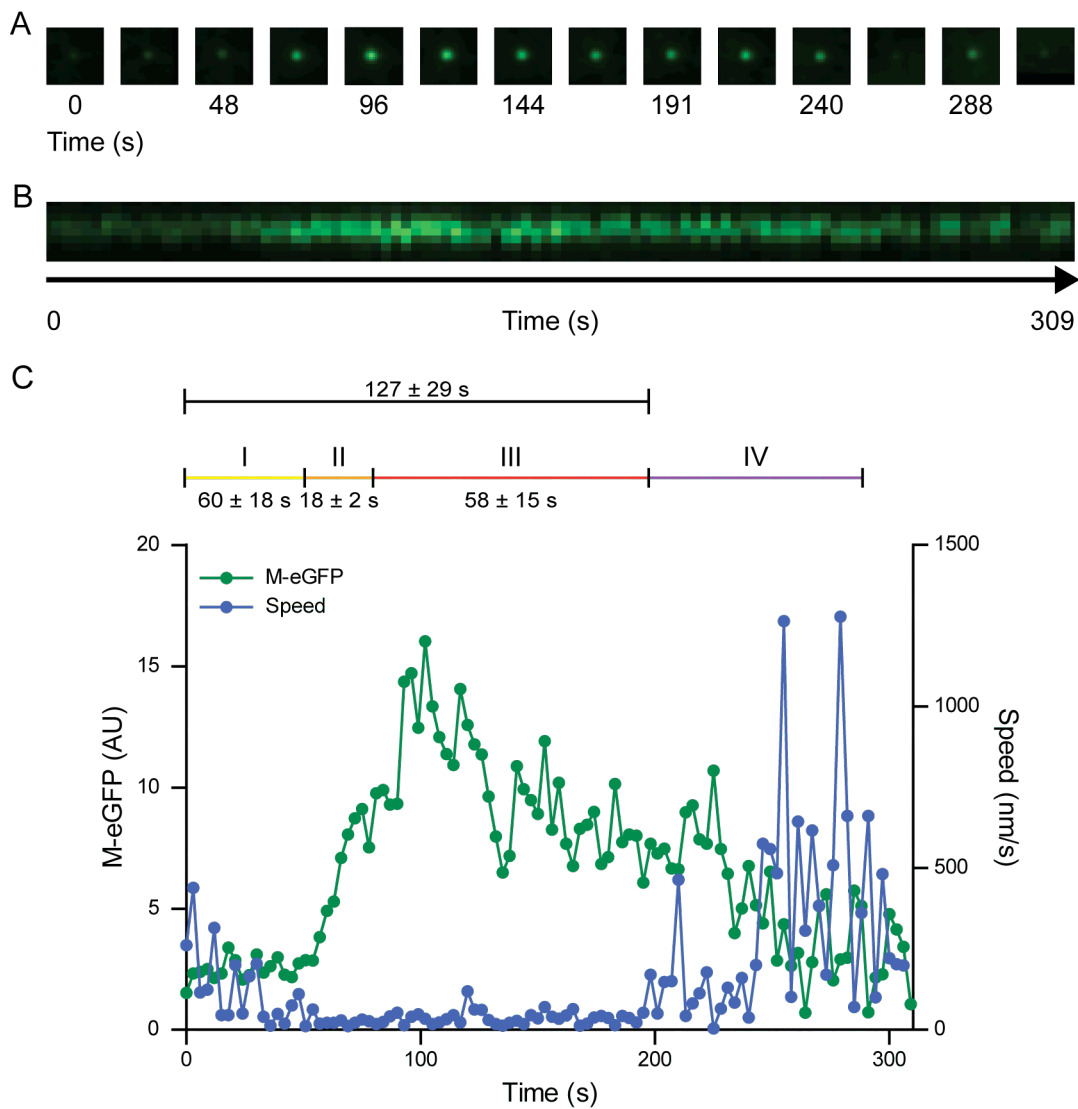 A
0 48 96 144 191 240 288
Time (s)
B
0 Time (s) 309
C
127 ± 29 s
I II III IV
60 ± 18 s 18 ± 2 s 58 ± 15 s
20 1500
M-eGFP
Speed
15
1000
10
M-eGFP (AU)
Speed (nm/s)
500
5
0 0
0 100 200 300
Time (s)